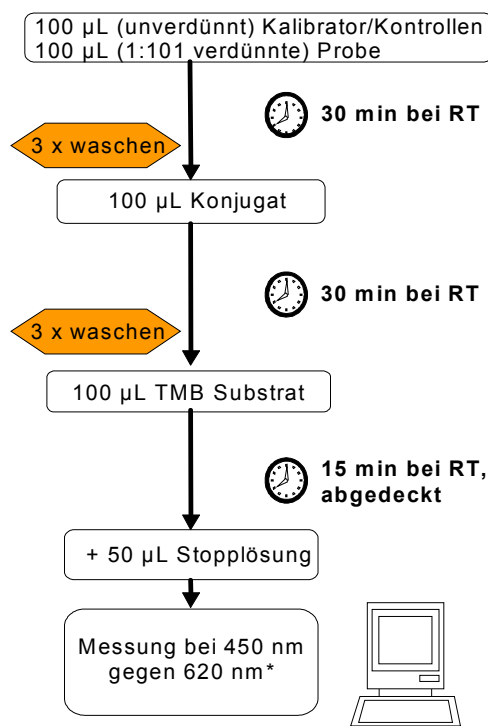 100 µL (unverdünnt) Kalibrator/Kontrollen
100 µL (1:101 verdünnte) Probe
30 min bei RT
3 x waschen
100 µL Konjugat
30 min bei RT
3 x waschen
100 µL TMB Substrat
15 min bei RT,
abgedeckt
+ 50 µL Stopplösung
Messung bei 450 nm
gegen 620 nm*